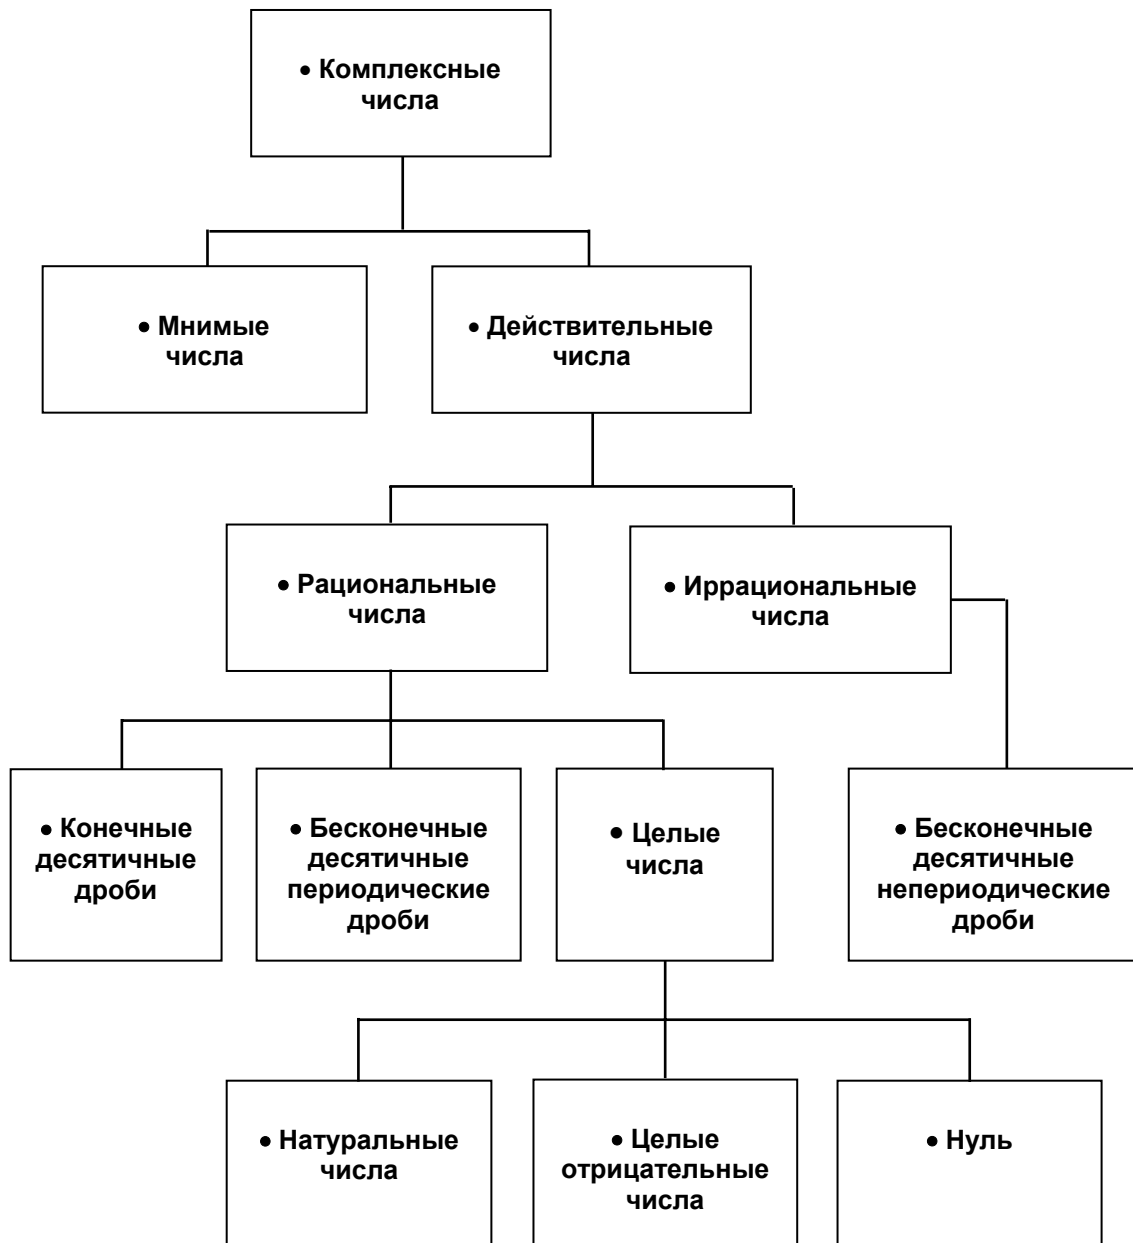 • Комплексные
числа
• Мнимые
числа
• Действительные
числа
• Рациональные
числа
• Иррациональные
числа
• Конечные
десятичные
дроби
• Бесконечные
десятичные
периодические
дроби
• Целые
числа
• Бесконечные
десятичные
непериодические
дроби
• Натуральные
числа
• Целые
отрицательные
числа
• Нуль